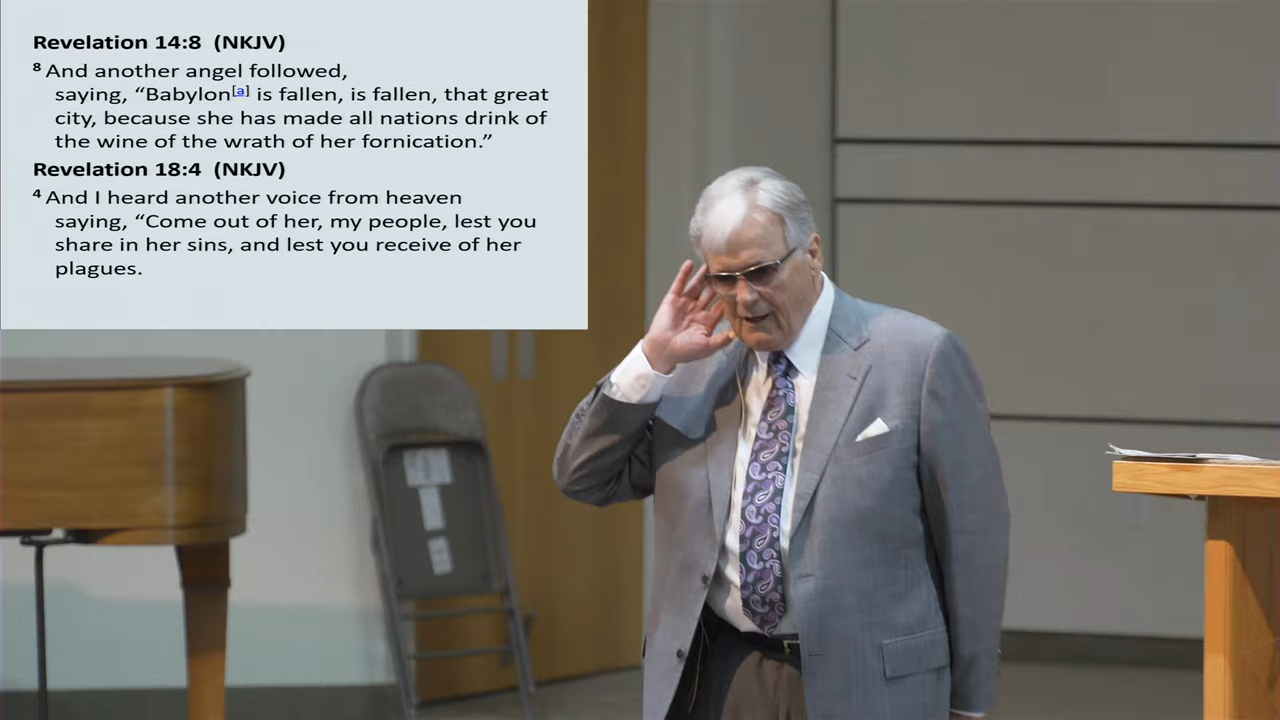 Revelation 14:8 (NKJV)
8 And another angel followed,
saying, “Babylon[a] is fallen, is fallen, that great
city, because she has made all nations drink of
the wine of the wrath of her fornication.”
Revelation 18:4 (NKJV)
4 And I heard another voice from heaven
saying, “Come out of her, my people, lest you
share in her sins, and lest you receive of her
plagues.